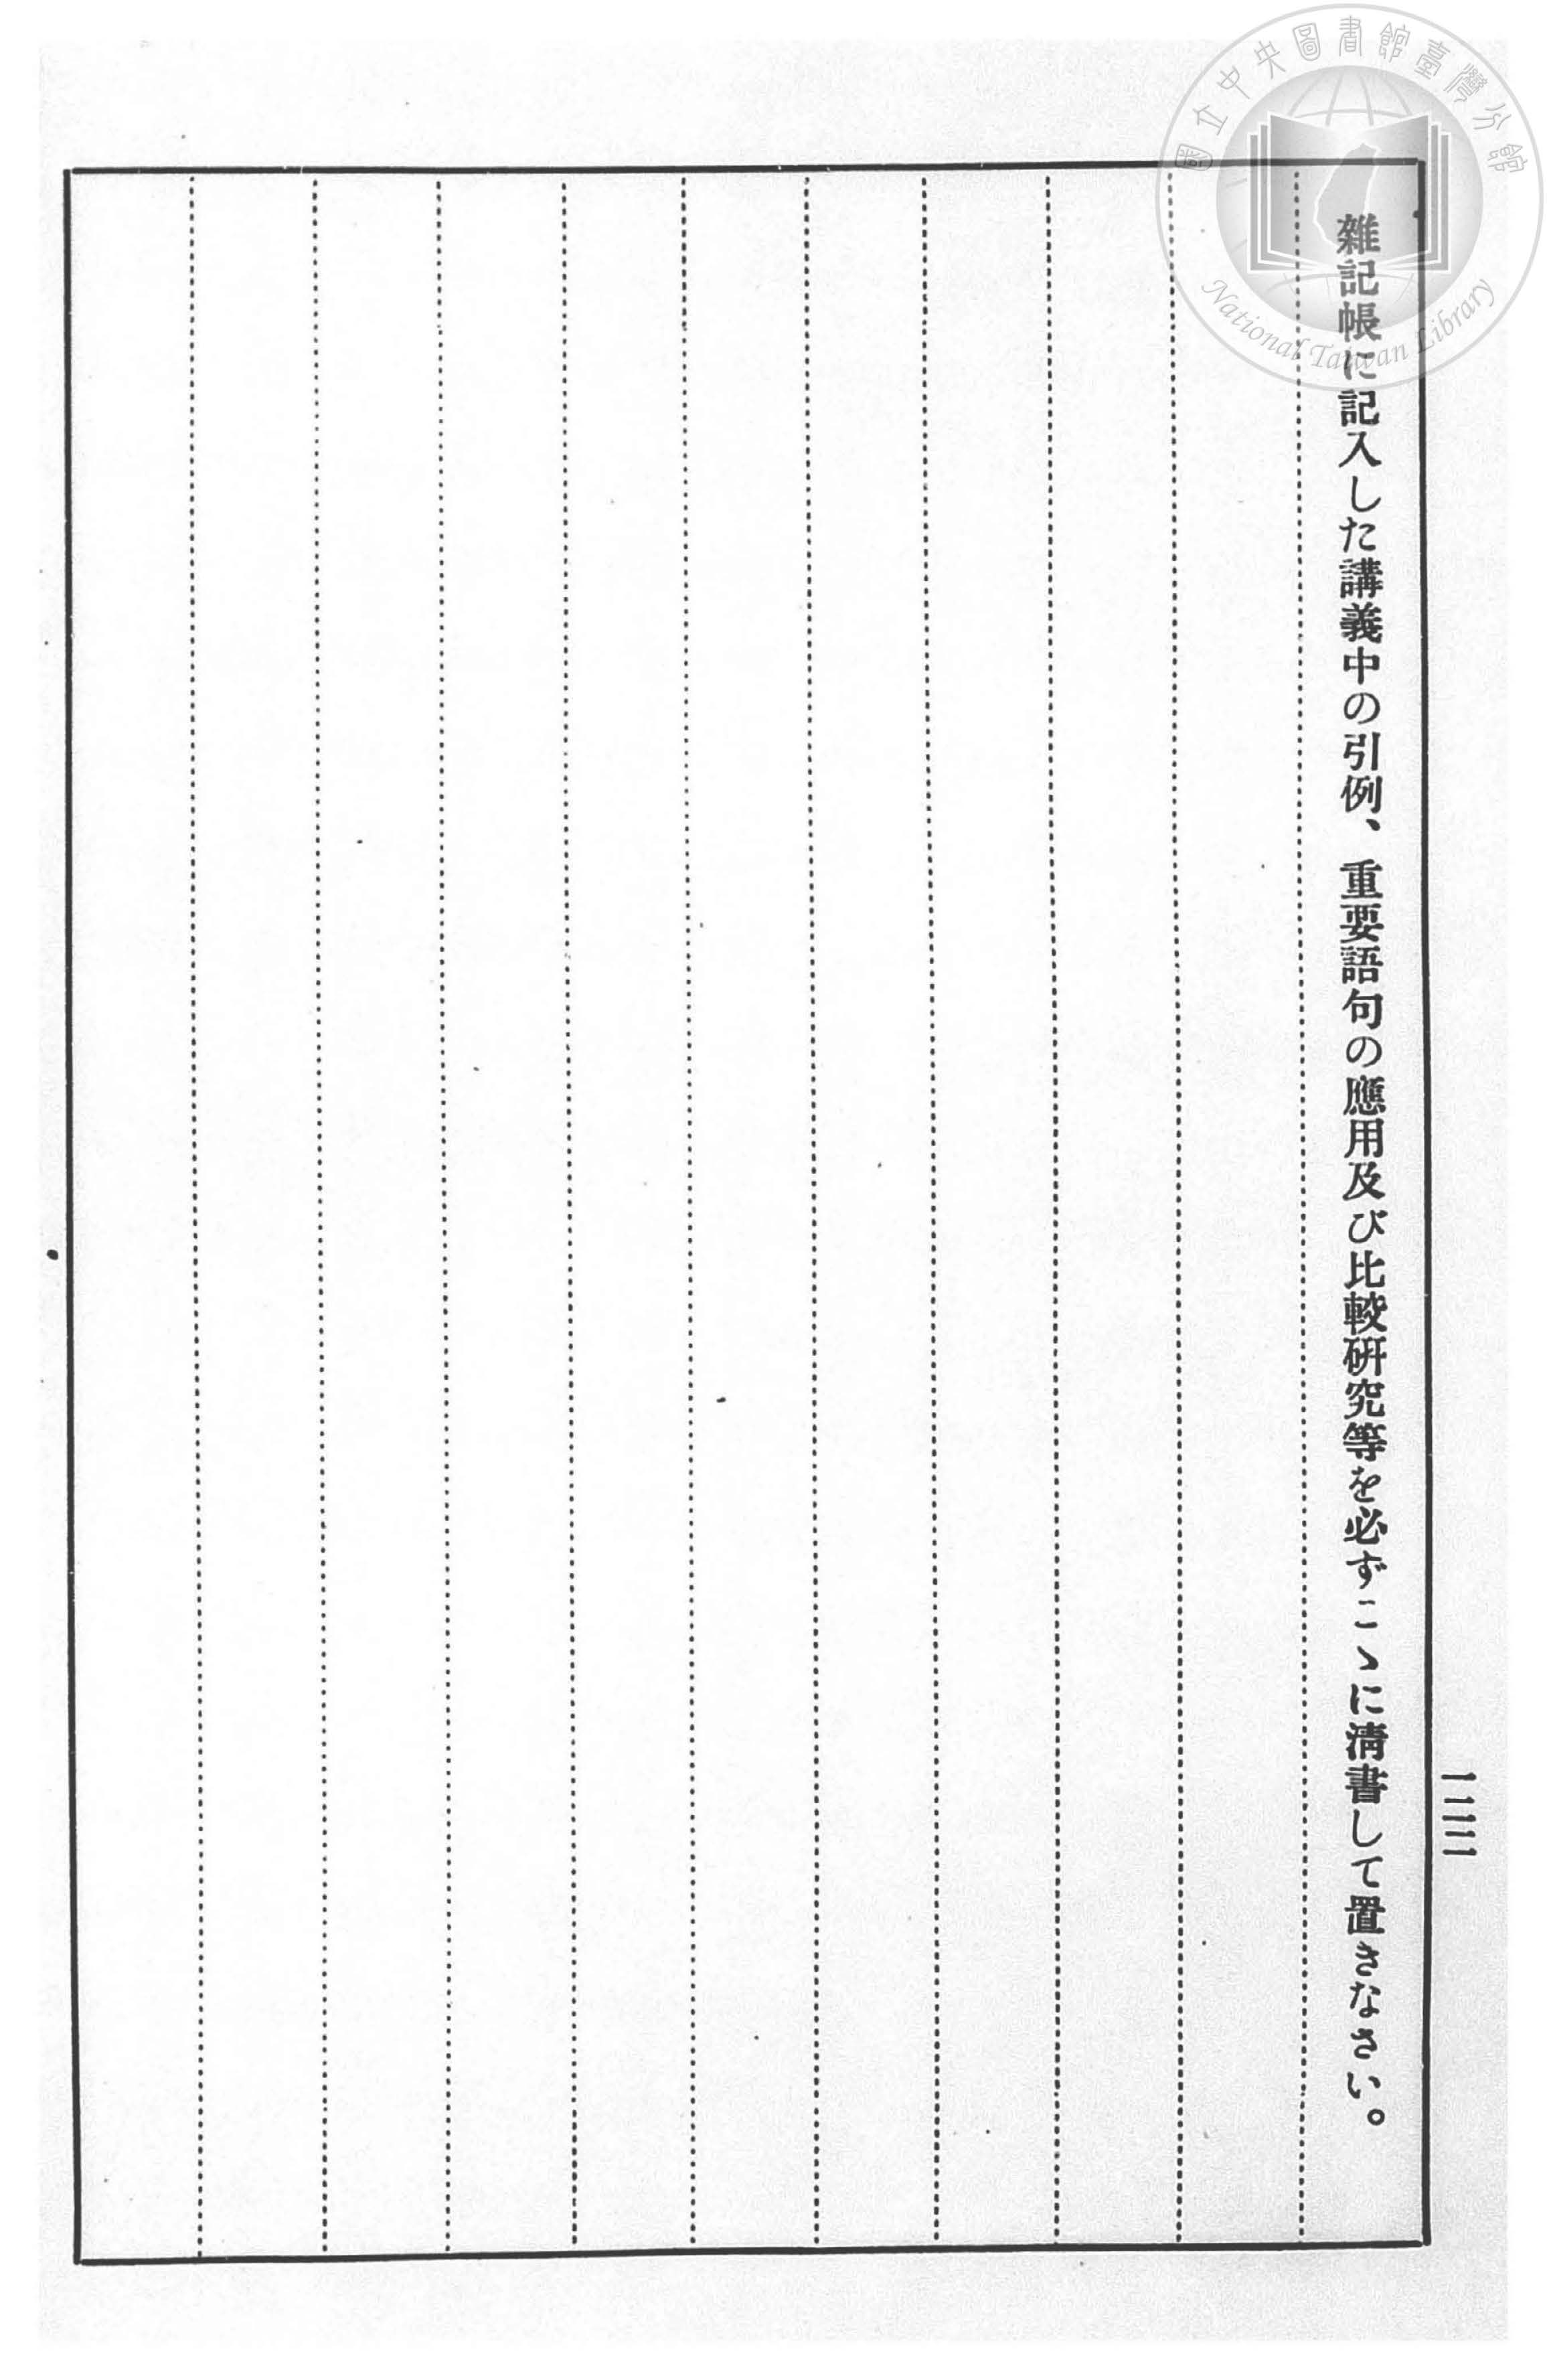 國立中央圖書館臺灣分館
National Taiwan Library
雜記帳に記入した講義中の引例、重要語句の應用及び比較硏究等を必ずこゝに淸書して置きなさい。
一二二